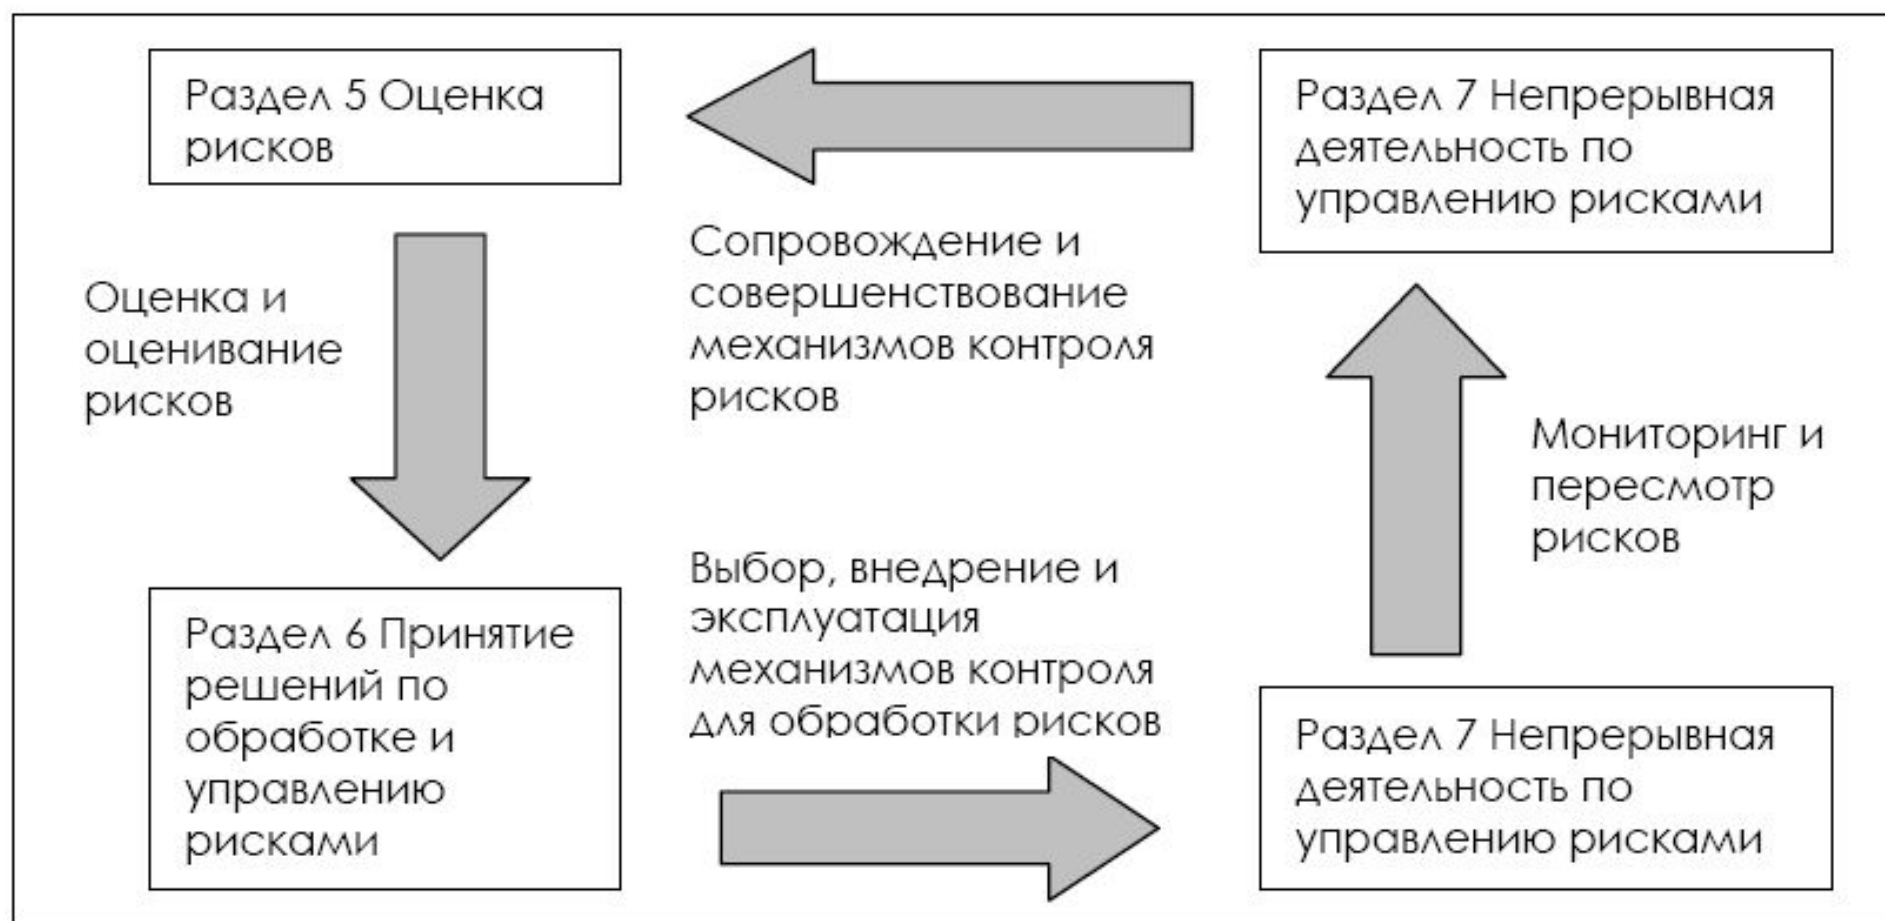 Раздел 5 Оценка
рисков
Раздел 7 Непрерывная
деятельность по
управлению рисками
Сопровождение и
совершенствование
механизмов контроля
рисков
Оценка и
оценивание
рисков
Мониторинг и
пересмотр
рисков
Выбор, внедрение и
эксплуатация
механизмов контроля
для обработки рисков
Раздел 6 Принятие
решений по
обработке и
управлению
рисками
Раздел 7 Непрерывная
деятельность по
управлению рисками